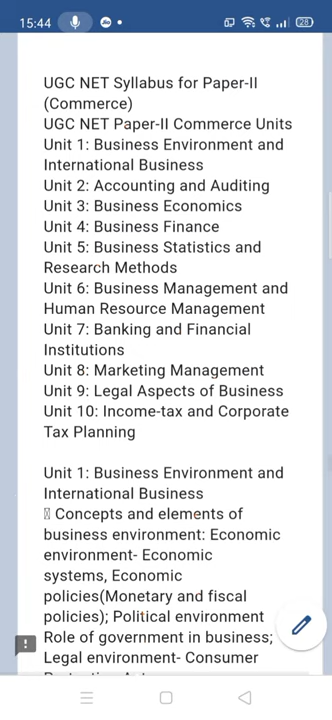 15:44
28
UGC NET Syllabus for Paper-II
(Commerce)
UGC NET Paper-II Commerce Units
Unit 1: Business Environment and
International Business
Unit 2: Accounting and Auditing
Unit 3: Business Economics
Unit 4: Business Finance
Unit 5: Business Statistics and
Research Methods
Unit 6: Business Management and
Human Resource Management
Unit 7: Banking and Financial
Institutions
Unit 8: Marketing Management
Unit 9: Legal Aspects of Business
Unit 10: Income-tax and Corporate
Tax Planning
Unit 1: Business Environment and
International Business
Concepts and elements of
business environment: Economic
environment- Economic
systems, Economic
policies(Monetary and fiscal
policies); Political environment
Role of government in business;
Legal environment- Consumer